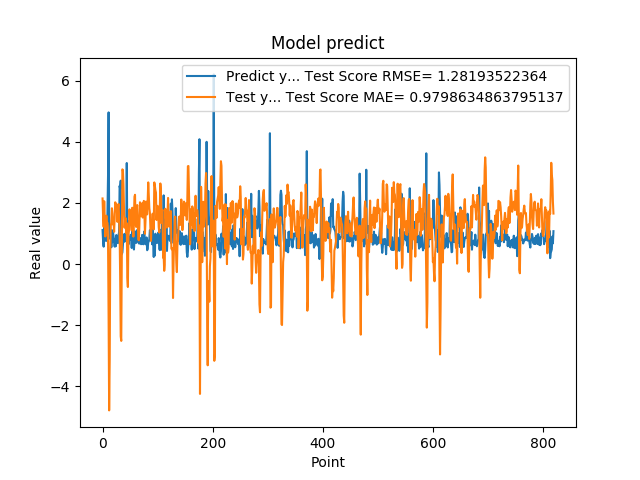 Model predict
Predict y... Test Score RMSE= 1.28193522364
Test y... Test Score MAE= 0.9798634863795137
6
4
2
0
−2
−4
Real value
0 200 400 600 800
Point